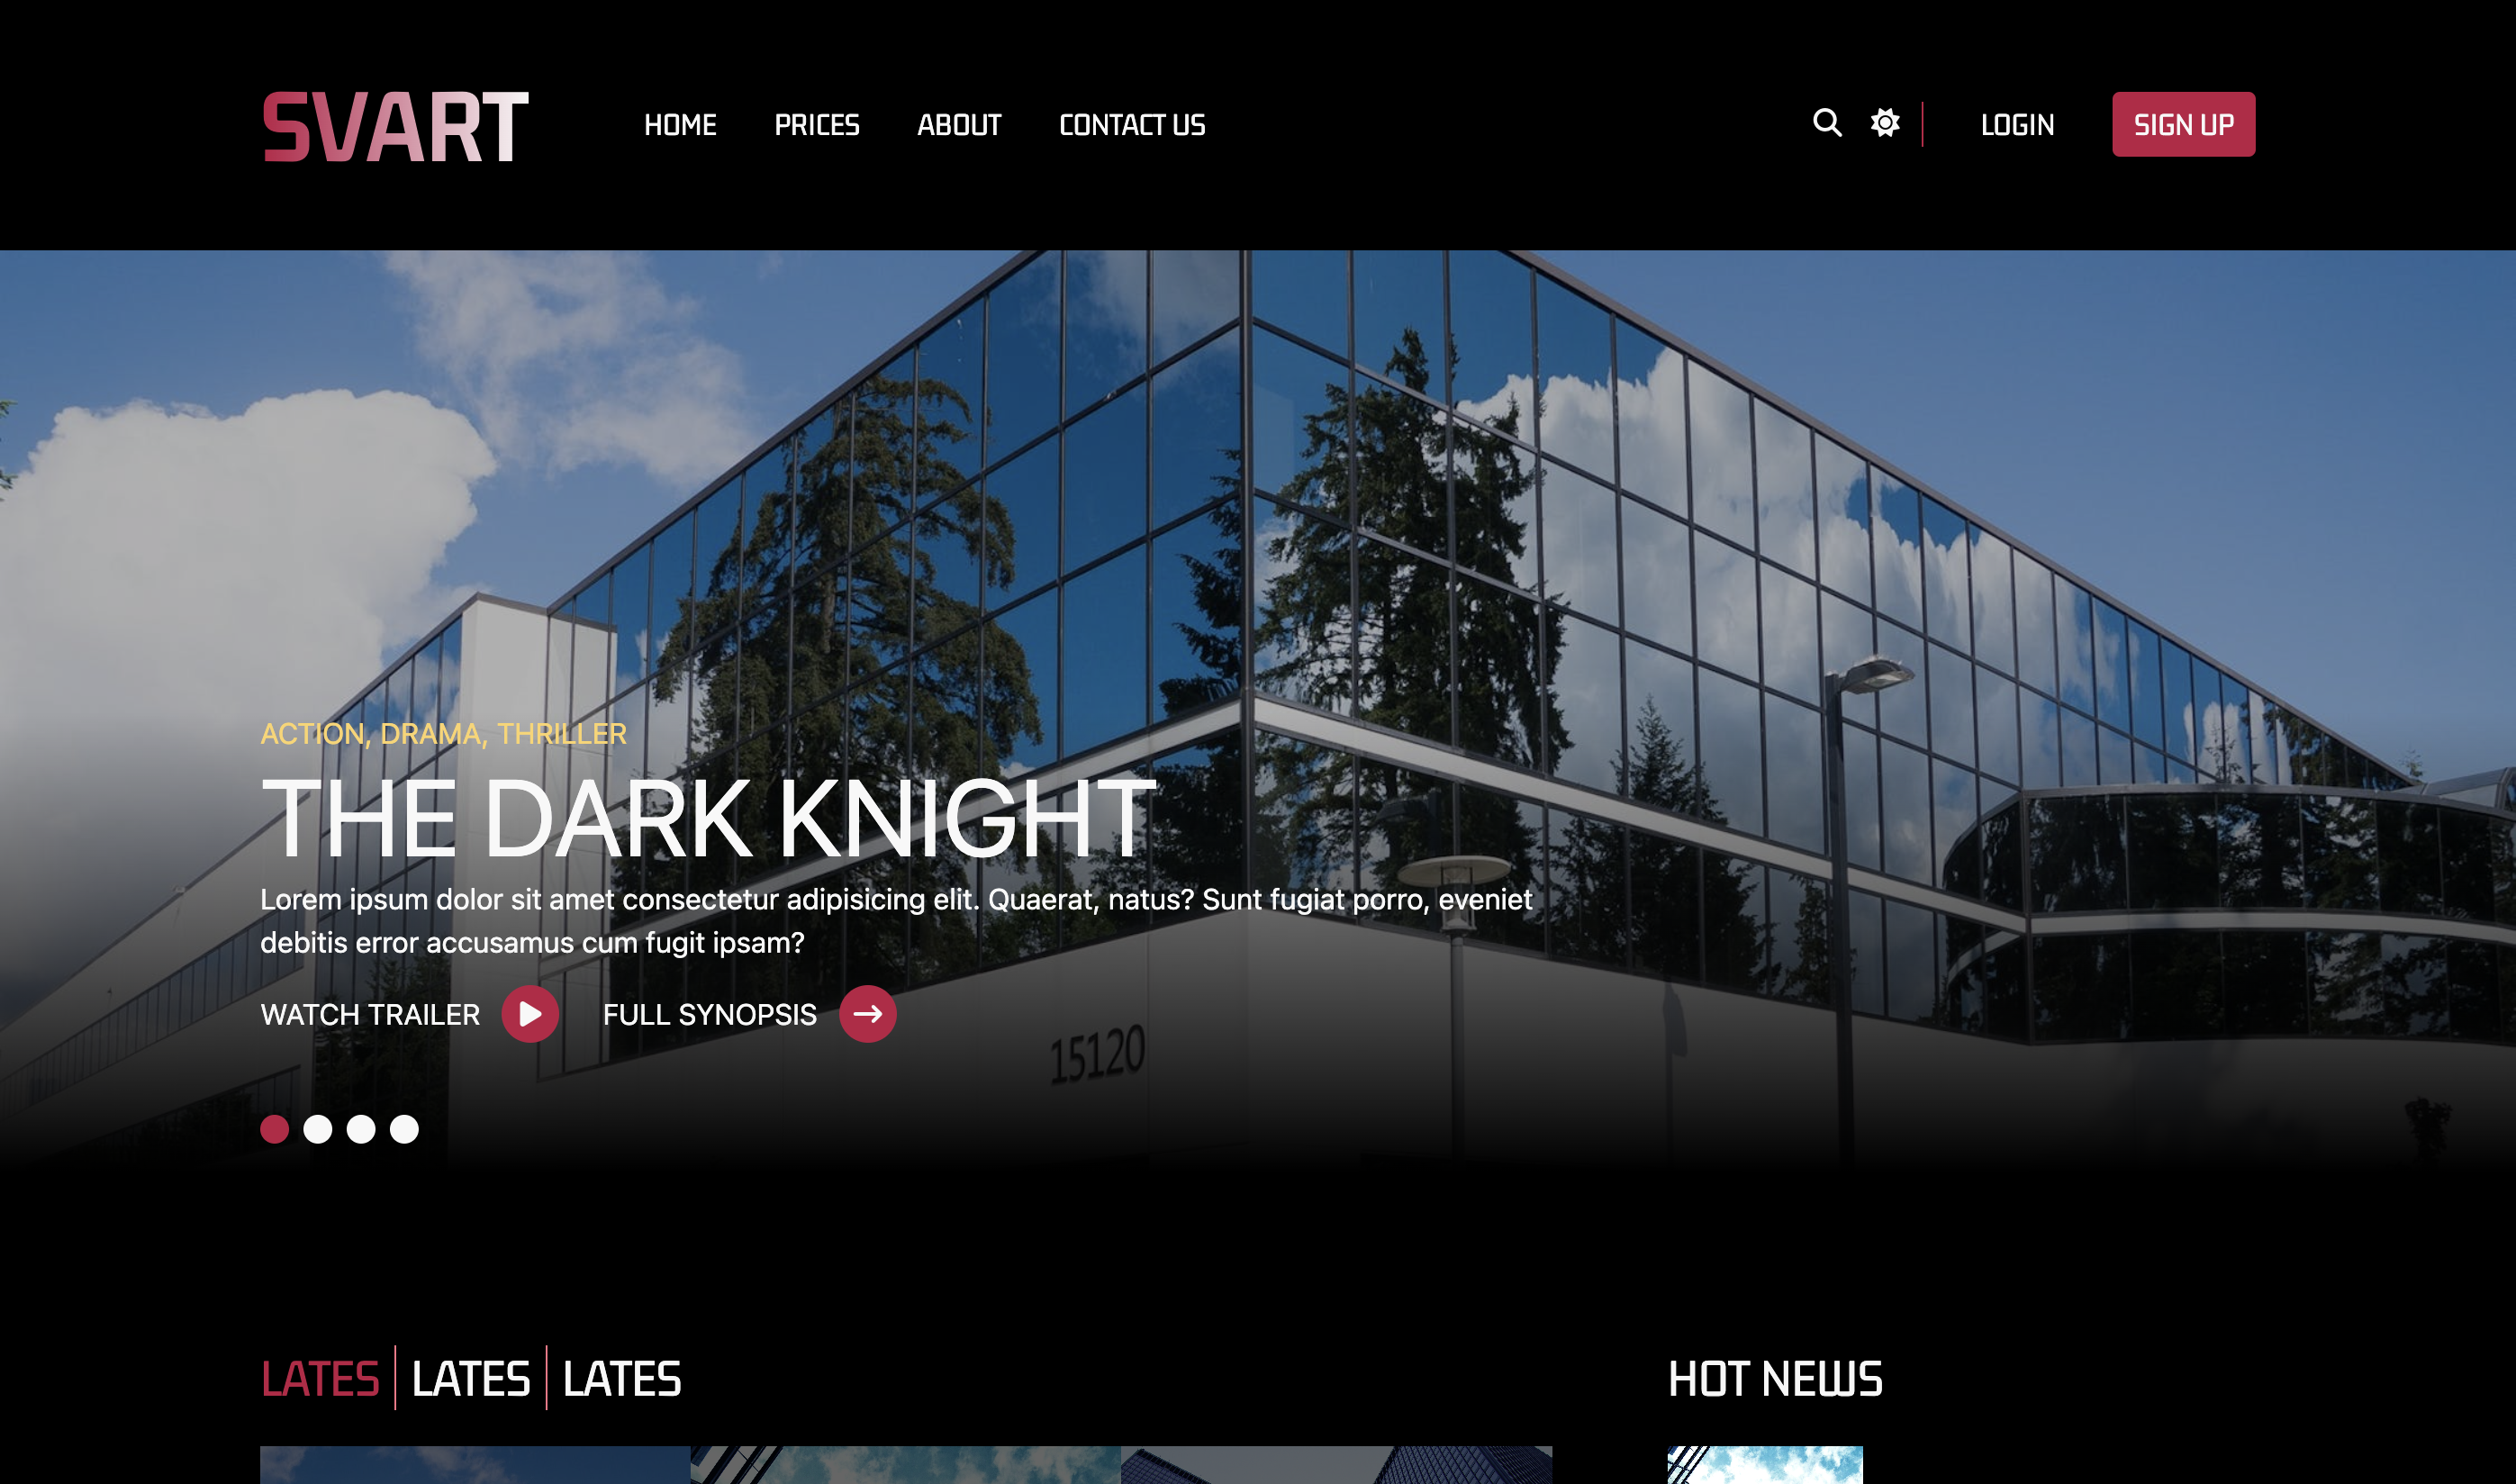 SVART
HOME PRICES ABOUT CONTACT US
LOGIN SIGN UP
ACTION, DRAMA, THRILLER
THE DARK KNIGHT
Lorem ipsum dolor sit amet consectetur adipisicing elit. Quaerat, natus? Sunt fugiat porro, eveniet
debitis error accusamus cum fugit ipsam?
WATCH TRAILER FULL SYNOPSIS
15120
LATES LATES LATES
HOT NEWS